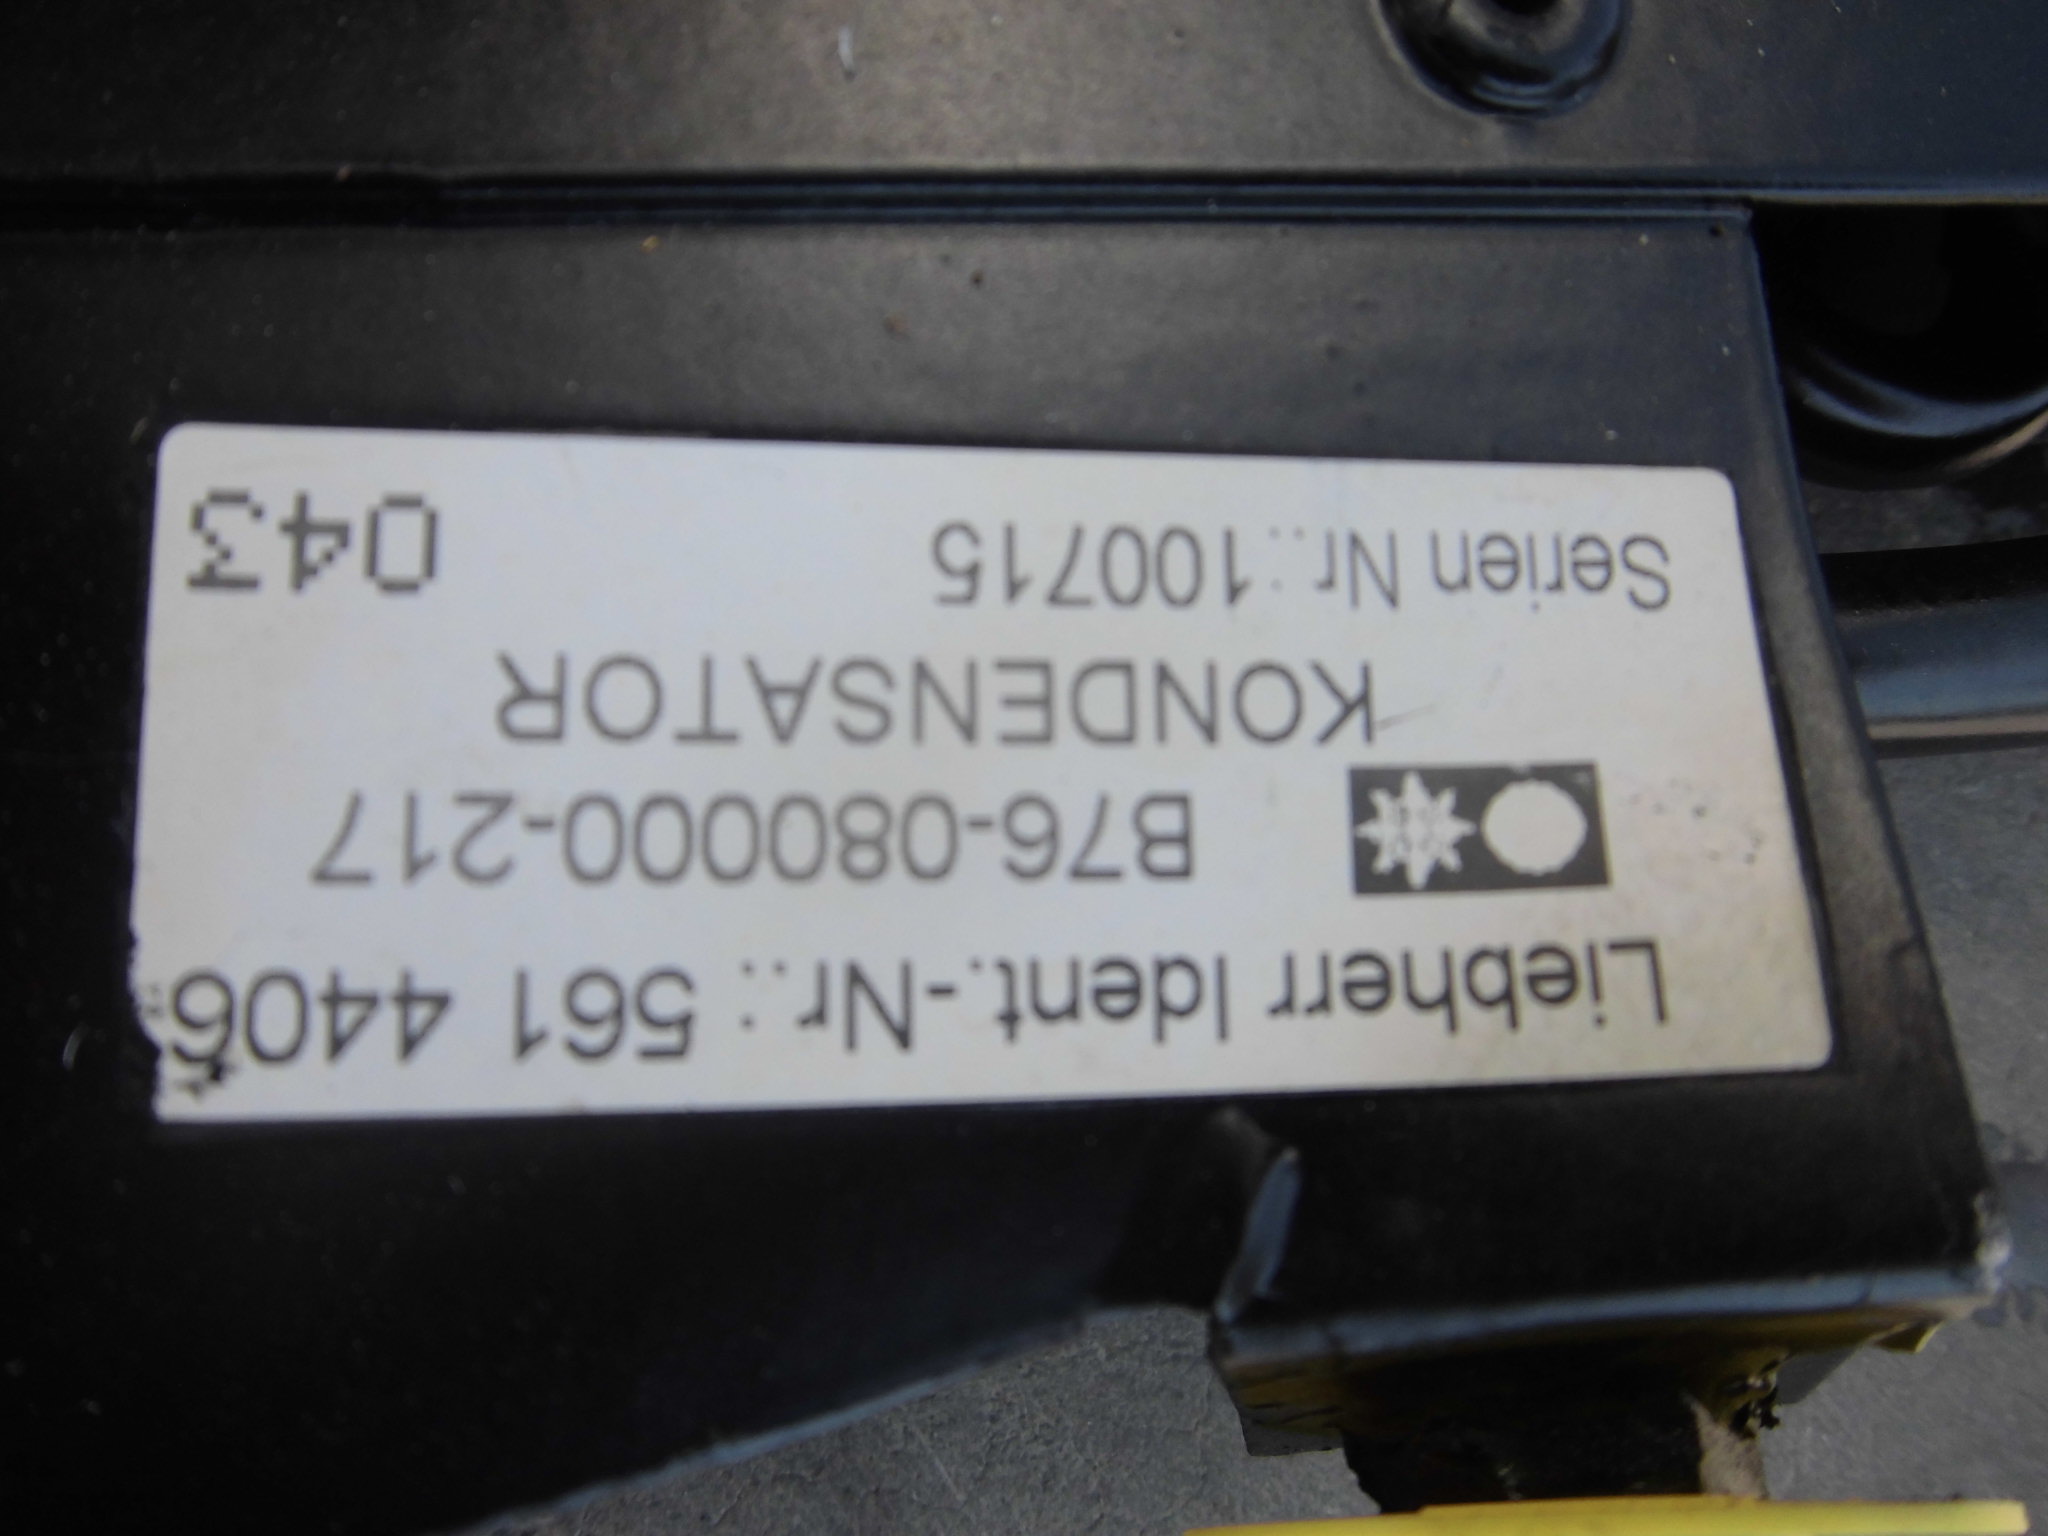 Liebherr Ident.-Nr.: 561 4406
B76-080000-217
KONDENSATOR
Serien Nr.:100715 043